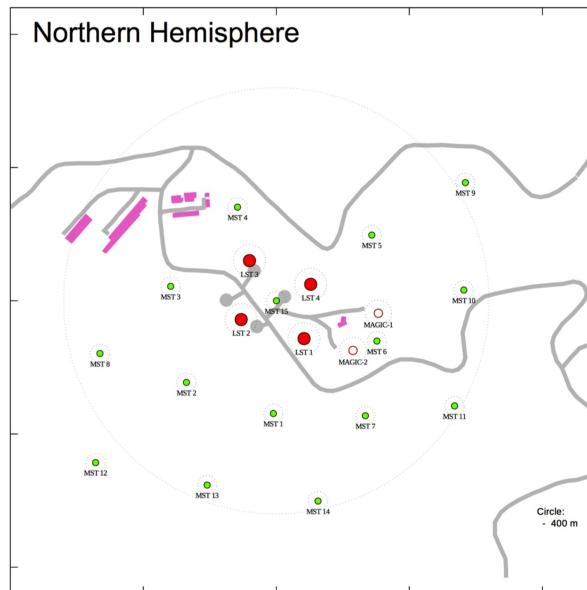 Northern Hemisphere
MST 9
MST 4
MST 5
LST 3
MST 3
LST 4
MST 10
MST 15
MAGIC-1
LST 2
LST 1
MST 6
MAGIC-2
MST 8
MST 2
MST 11
MST 1
MST 7
MST 12
MST 13
MST 14
Circle:
- 400 m